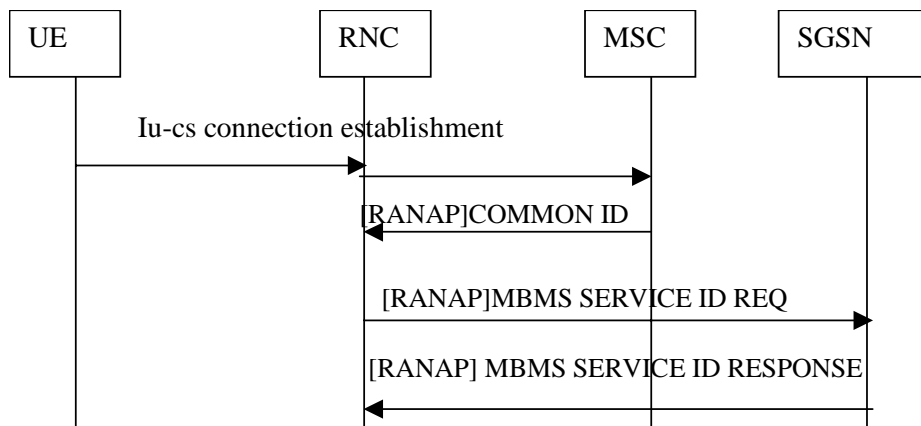 UE RNC MSC SGSN
Iu-cs connection establishment
[RANAP]COMMON ID
[RANAP]MBMS SERVICE ID REQ
[RANAP] MBMS SERVICE ID RESPONSE